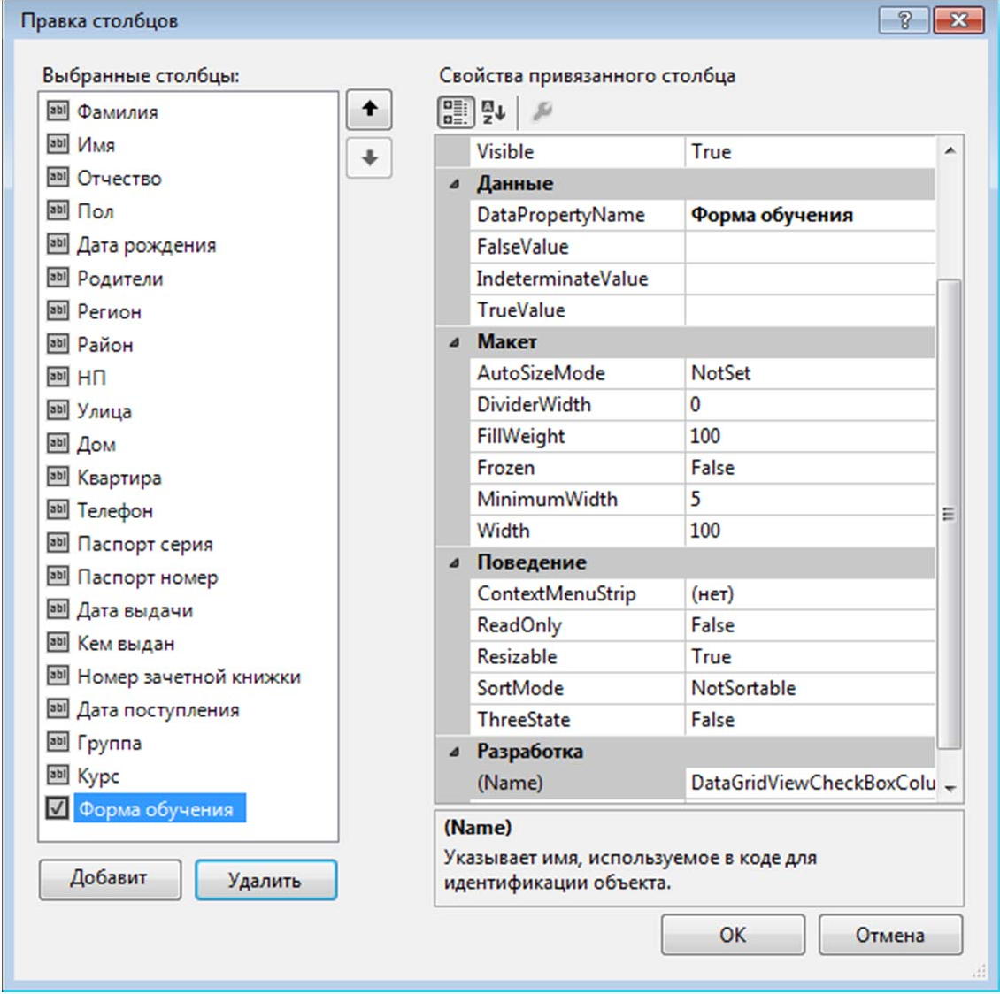 Правка столбцов
Выбранные столбцы:
Фамилия
Имя
Отчество
Пол
Дата рождения
Родители
Регион
Район
НП
Улица
Дом
Квартира
Телефон
Паспорт серия
Паспорт номер
Дата выдачи
Кем выдан
Номер зачетной книжки
Дата поступления
Группа
Курс
Форма обучения
Добавит
Удалить
Свойства привязанного столбца
Visible True
Данные
DataPropertyName Форма обучения
FalseValue
IndeterminateValue
TrueValue
Макет
AutoSizeMode NotSet
DividerWidth 0
FillWeight 100
Frozen False
MinimumWidth 5
Width 100
Поведение
ContextMenuStrip (нет)
ReadOnly False
Resizable True
SortMode NotSortable
ThreeState False
Разработка
(Name) DataGridViewCheckBoxColu
(Name)
Указывает имя, используемое в коде для
идентификации объекта.
ОК Отмена